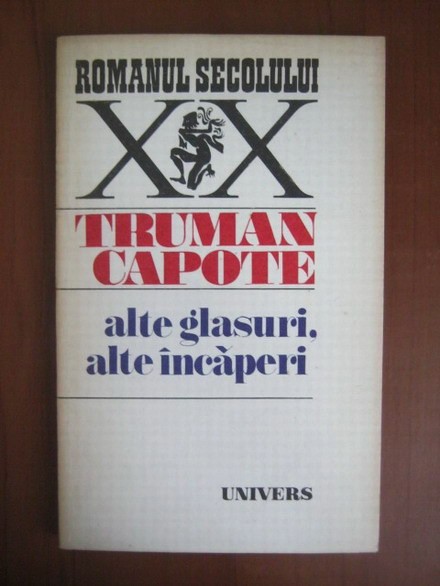 ROMANUL SECOLULUI
XX
TRUMAN
CAPOTE
alte glasuri,
alte încăperi
UNIVERS